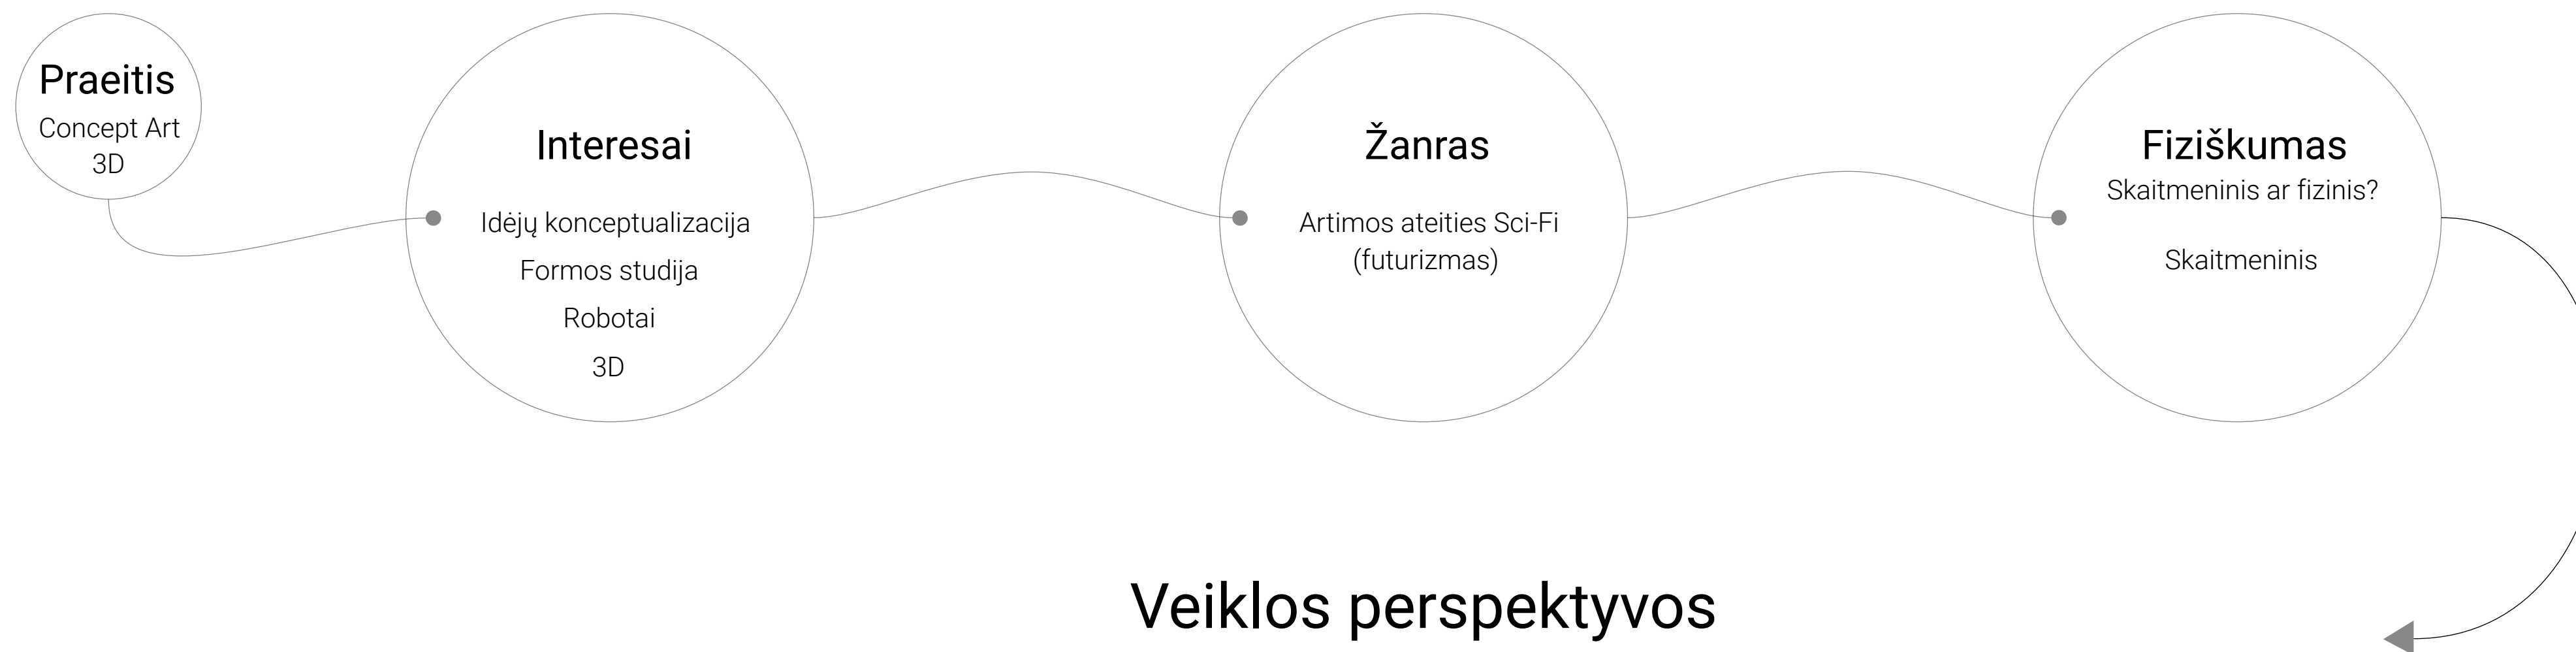 Praeitis
Concept Art
3D
Interesai
Idėjų konceptualizacija
Formos studija
Robotai
3D
Žanras
Artimos ateities Sci-Fi
(futurizmas)
Fiziškumas
Skaitmeninis ar fizinis?
Skaitmeninis
Veiklos perspektyvos